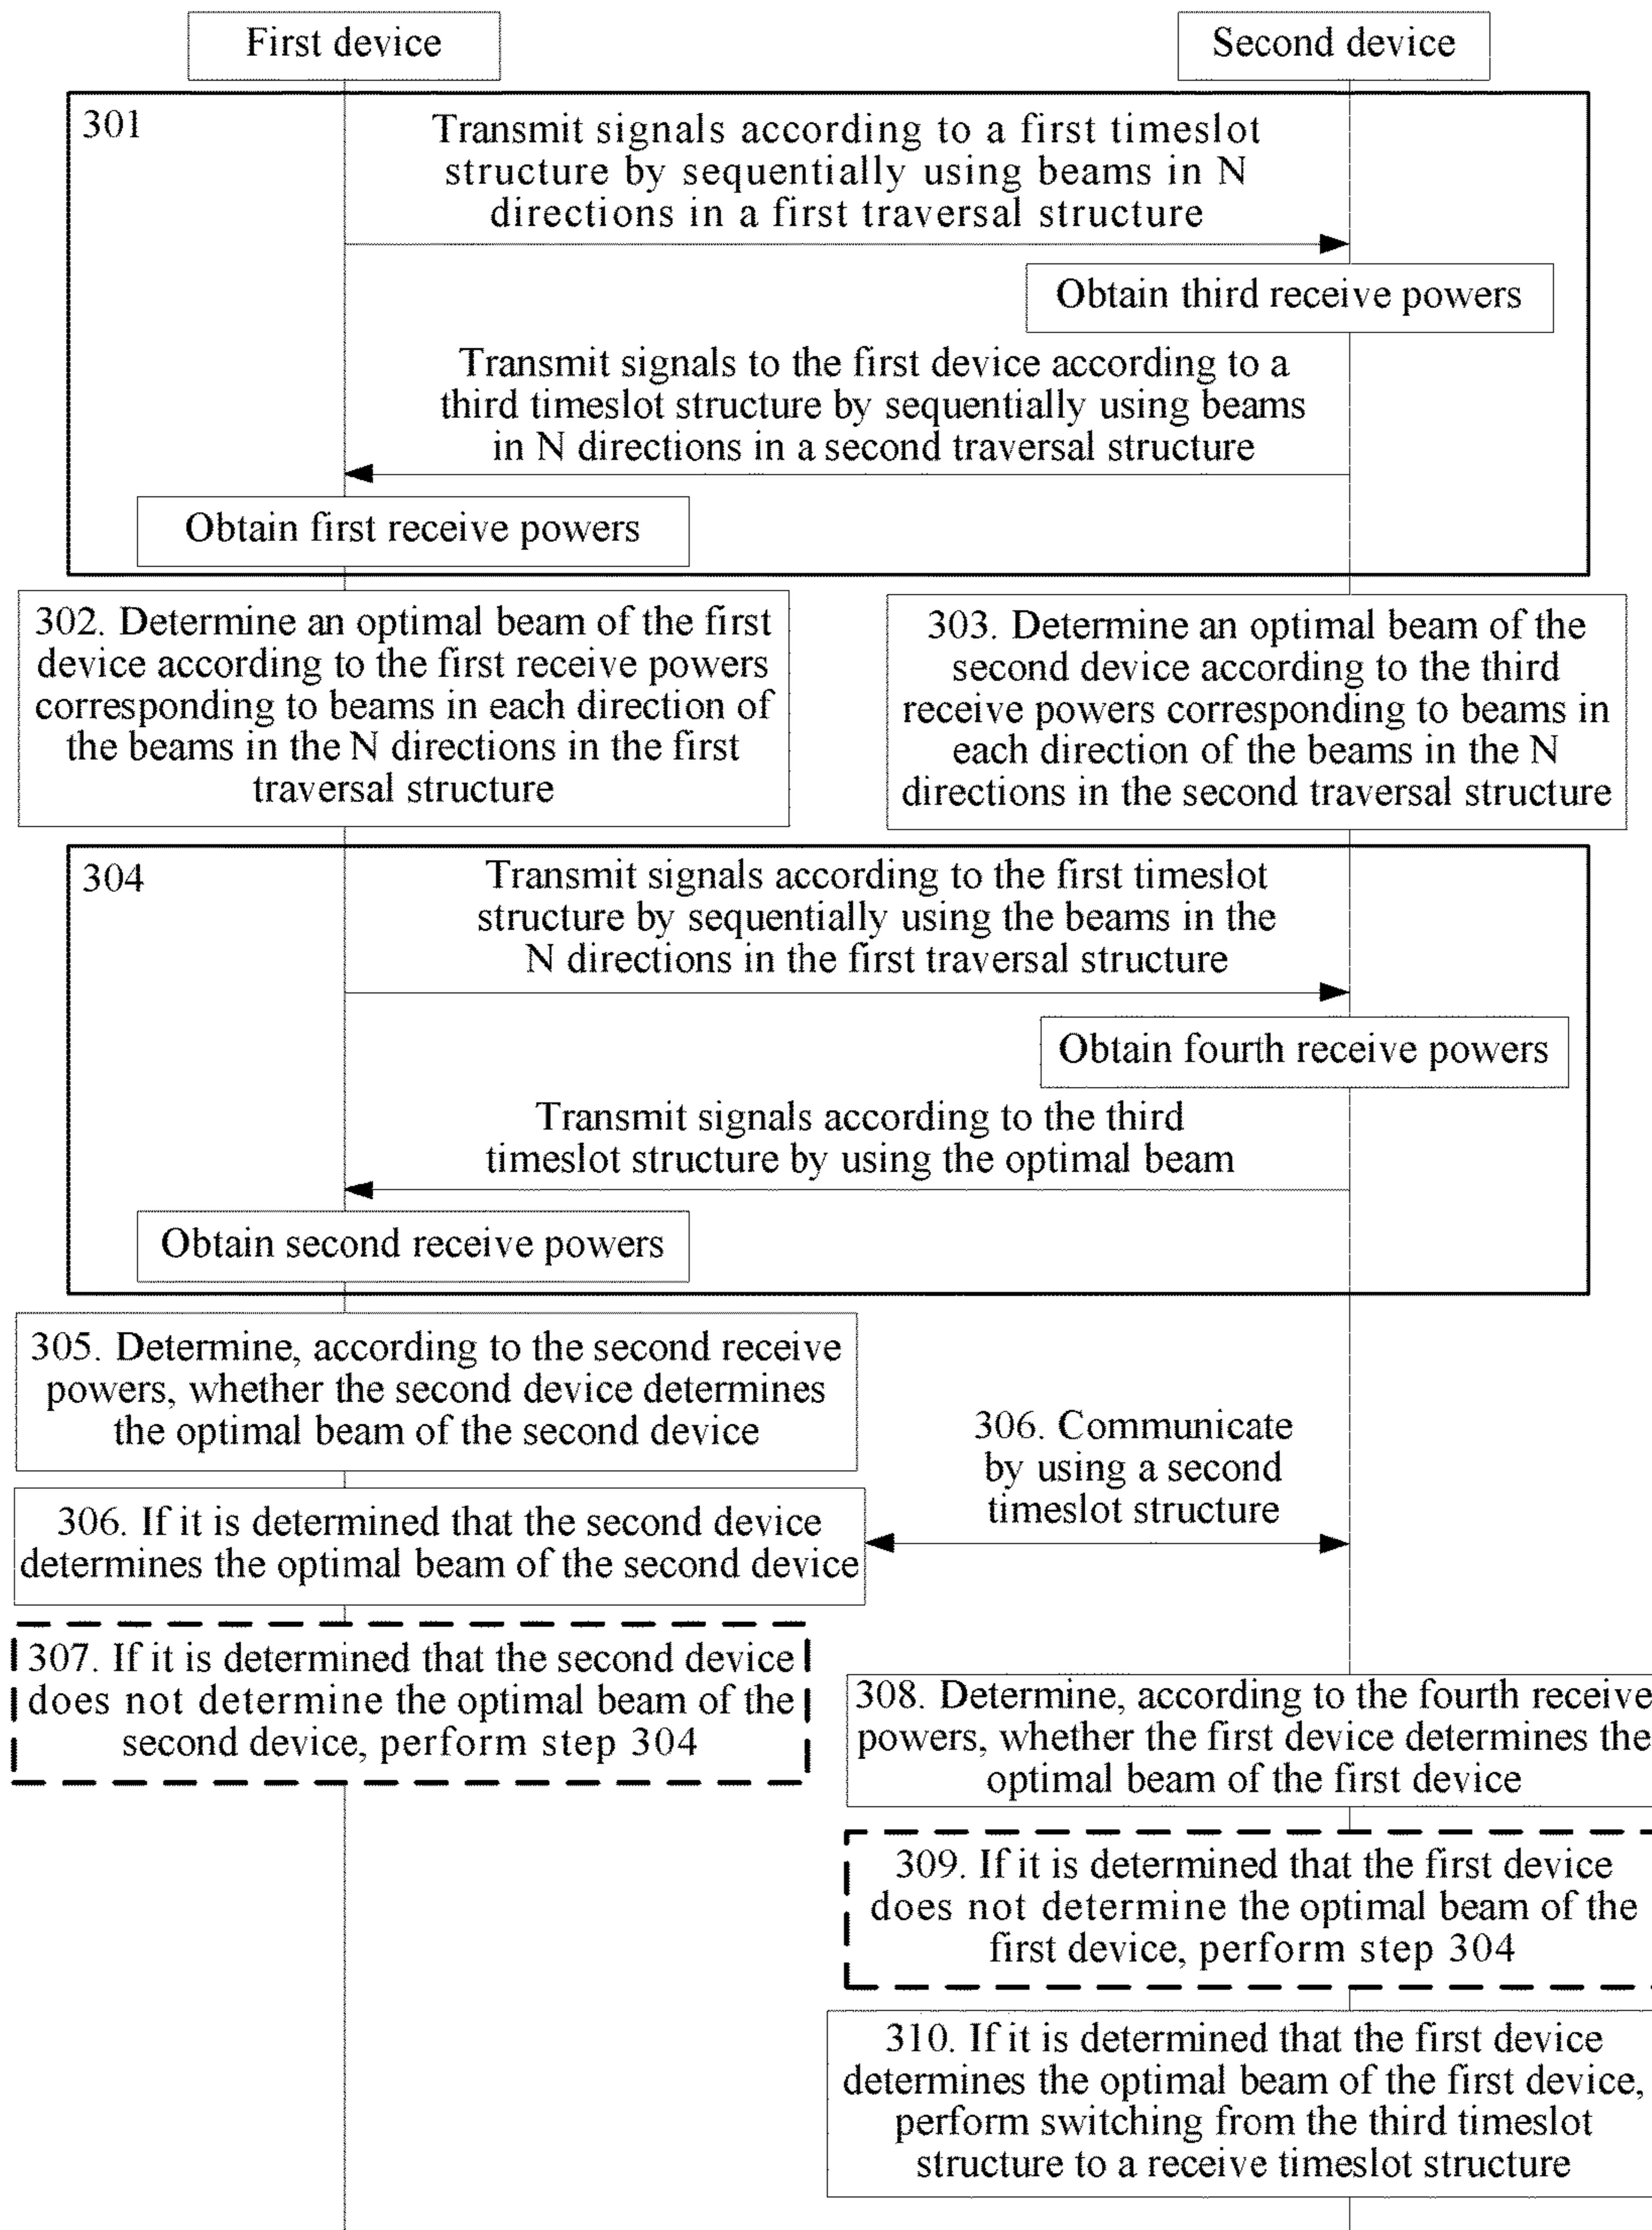 First device
Second device
301
Transmit signals according to a first timeslot
structure by sequentially using beams in N
directions in a first traversal structure
Obtain third receive powers
Transmit signals to the first device according to a
third timeslot structure by sequentially using beams
in N directions in a second traversal structure
Obtain first receive powers
302. Determine an optimal beam of the first
device according to the first receive powers
corresponding to beams in each direction of
the beams in the N directions in the first
traversal structure
303. Determine an optimal beam of the
second device according to the third
receive powers corresponding to beams in
each direction of the beams in the N
directions in the second traversal structure
304
Transmit signals according to the first timeslot
structure by sequentially using the beams in the
N directions in the first traversal structure
Obtain fourth receive powers
Transmit signals according to the third
timeslot structure by using the optimal beam
Obtain second receive powers
305. Determine, according to the second receive
powers, whether the second device determines
the optimal beam of the second device
306. Communicate
by using a second
timeslot structure
306. If it is determined that the second device
determines the optimal beam of the second device
307. If it is determined that the second device
does not determine the optimal beam of the
second device, perform step 304
308. Determine, according to the fourth receive
powers, whether the first device determines the
optimal beam of the first device
309. If it is determined that the first device
does not determine the optimal beam of the
first device, perform step 304
310. If it is determined that the first device
determines the optimal beam of the first device,
perform switching from the third timeslot
structure to a receive timeslot structure